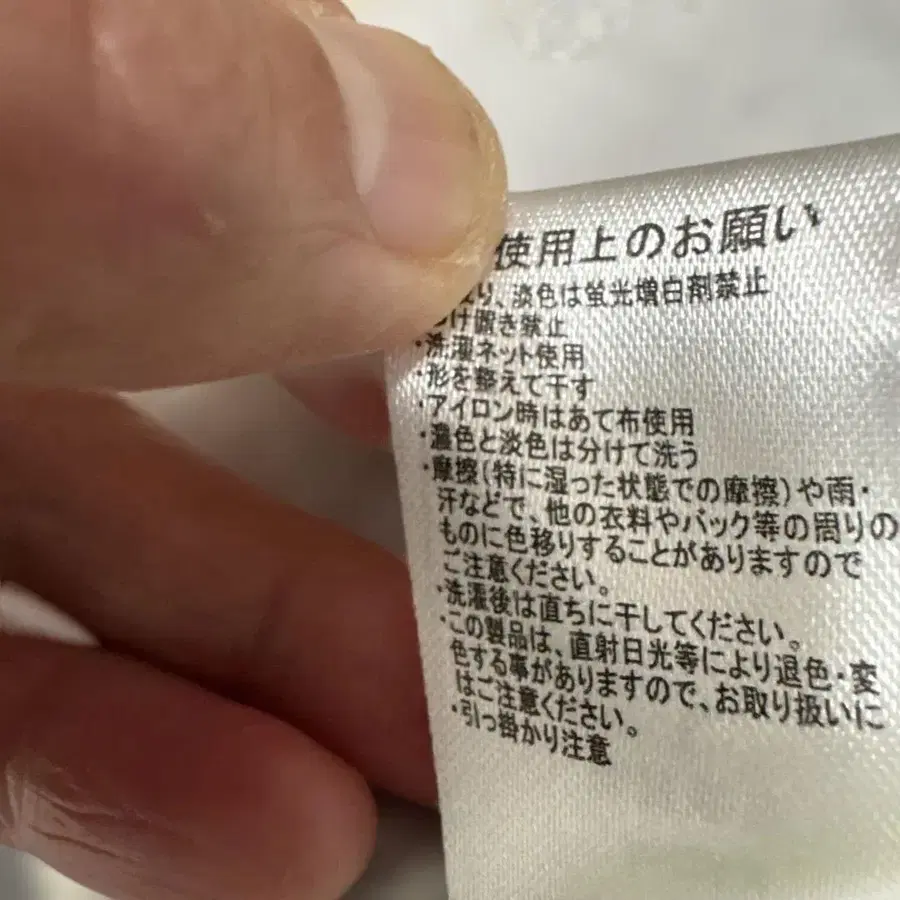 使用上のお願い
り、淡色は蛍光増白剤禁止
け置き禁止
・洗濯ネット使用
・形を整えて干す
・アイロン時はあて布使用
・濃色と淡色は分けて洗う
・摩擦(特に湿った状態での摩擦)や雨・
汗などで、他の衣料やバック等の周りの
ものに色移りすることがありますので
ご注意ください。
・洗濯後は直ちに干してください。
・この製品は、直射日光等により退色・変
色する事がありますので、お取り扱いに
はご注意ください。
・引っ掛かり注意